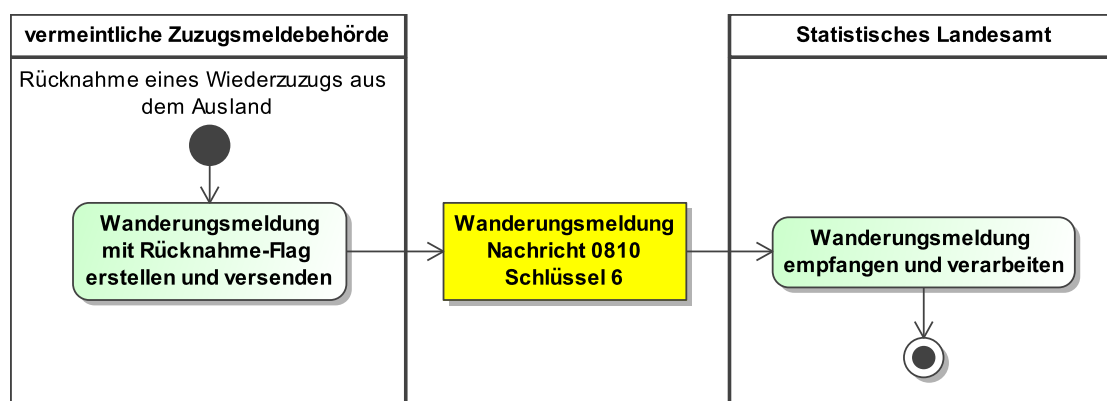 vermeintliche Zuzugsmeldebehörde
Statistisches Landesamt
Rücknahme eines Wiederzuzugs aus
dem Ausland
Wanderungsmeldung
mit Rücknahme-Flag
erstellen und versenden
Wanderungsmeldung
Nachricht 0810
Schlüssel 6
Wanderungsmeldung
empfangen und verarbeiten